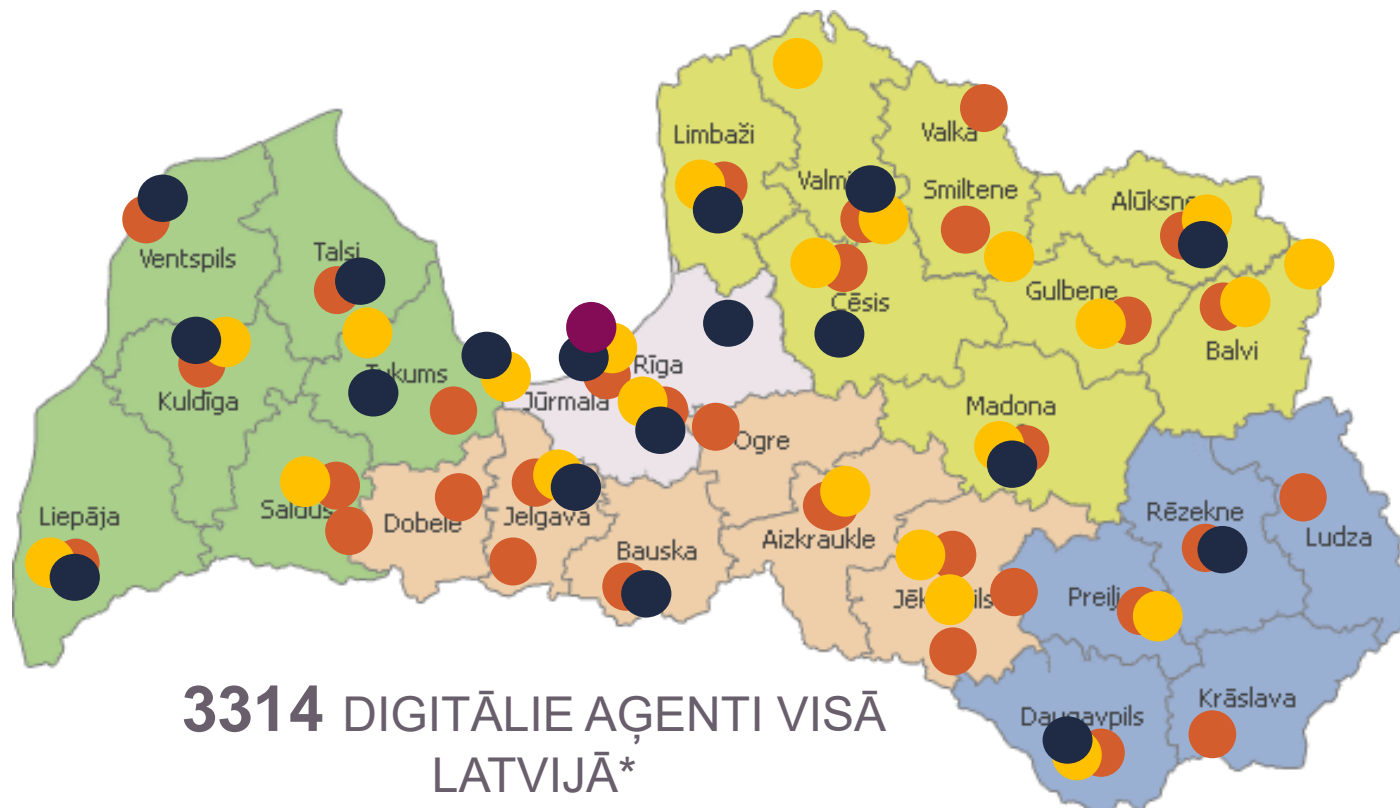 Limbaži
Valka
Valmi
Smiltene
Alūksne
Ventspils
Talsi
Gulbene
Cēsis
Balvi
Rīga
Tukums
Kuldīga
Jūrmala
Madona
Ogre
Liepāja
Saldus
Dobele
Jelgava
Rēzekne
Bauska
Aizkraukle
Ludza
Preiļi
Krāslava
Daugavpils
3314 DIGITĀLIE AĢENTI VISĀ
LATVIJĀ*